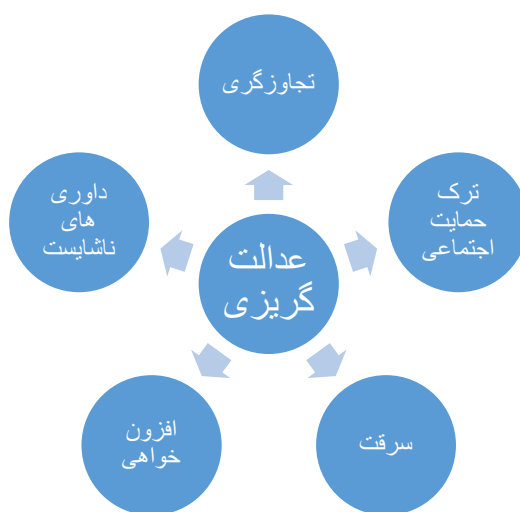 تجاوزگری
ترک
حمایت
اجتماعی
سرقت
افزون
خواهی
داوری
های
ناشایست
عدالت
گریزی